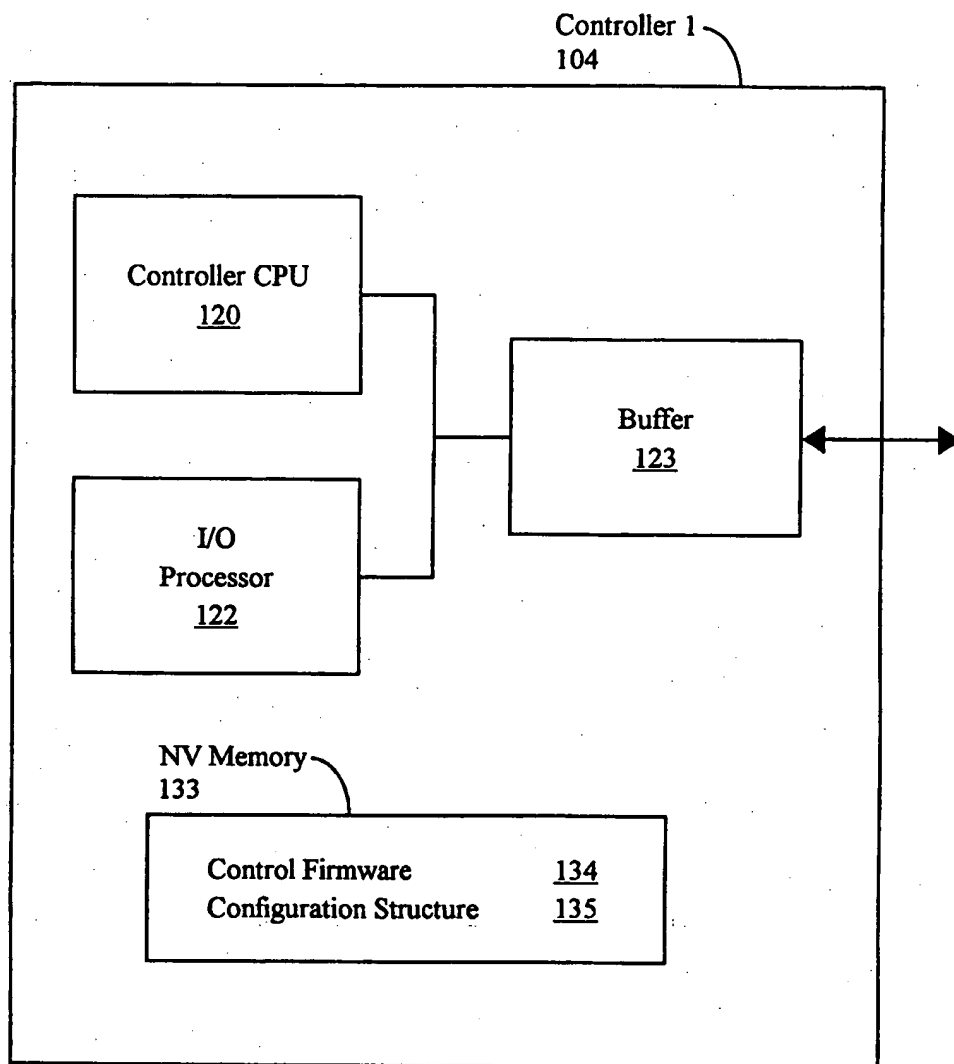 Controller 1
104
Controller CPU
120
Buffer
123
I/O
Processor
122
NV Memory
133
Control Firmware 134
Configuration Structure 135